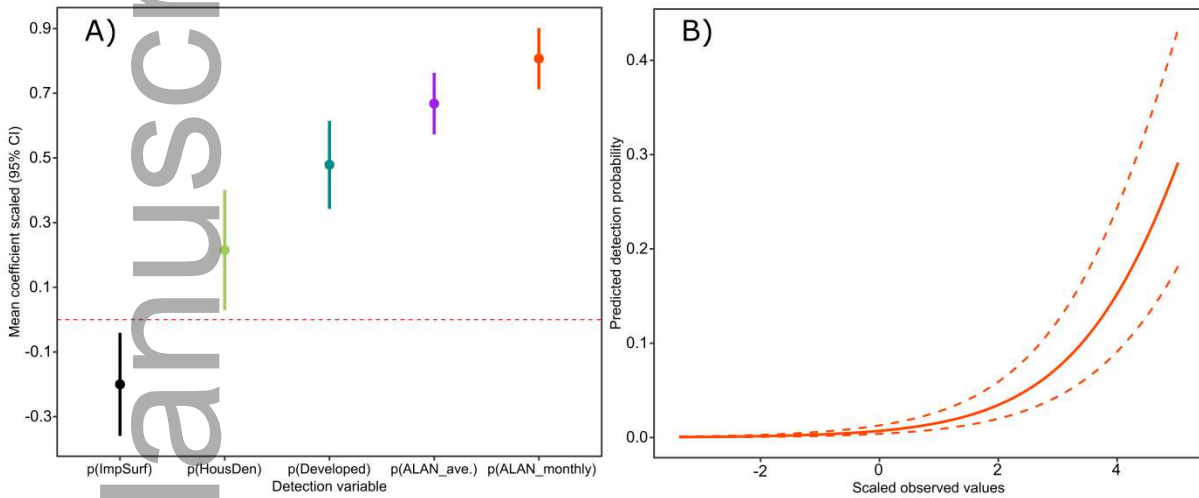 A)
Mean coefficient scaled (95% CI)
0.9
0.7
0.5
0.3
0.1
-0.1
-0.3
p(ImpSurf)
p(HousDen)
p(Developed)
p(ALAN_ave.)
p(ALAN_monthly)
Detection variable
B)
Predicted detection probability
0.4
0.3
0.2
0.1
0.0
-2
0
2
4
Scaled observed values
anusc